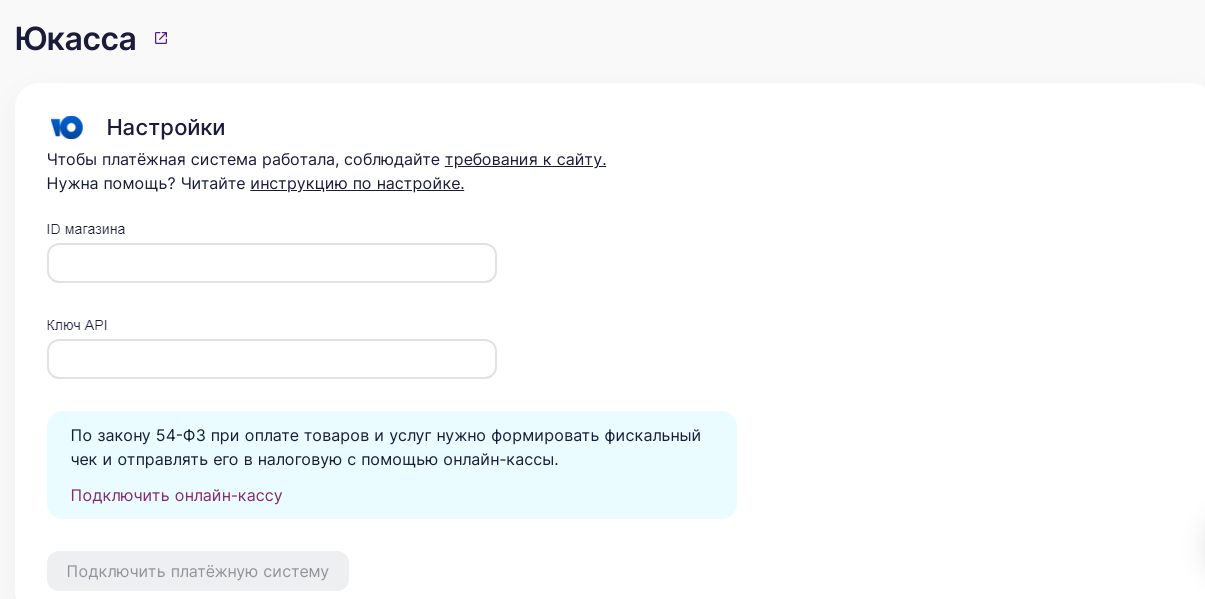 Юкасса
Настройки
Чтобы платёжная система работала, соблюдайте требования к сайту.
Нужна помощь? Читайте инструкцию по настройке.
ID магазина
Ключ API
По закону 54-ФЗ при оплате товаров и услуг нужно формировать фискальный
чек и отправлять его в налоговую с помощью онлайн-кассы.
Подключить онлайн-кассу
Подключить платёжную систему